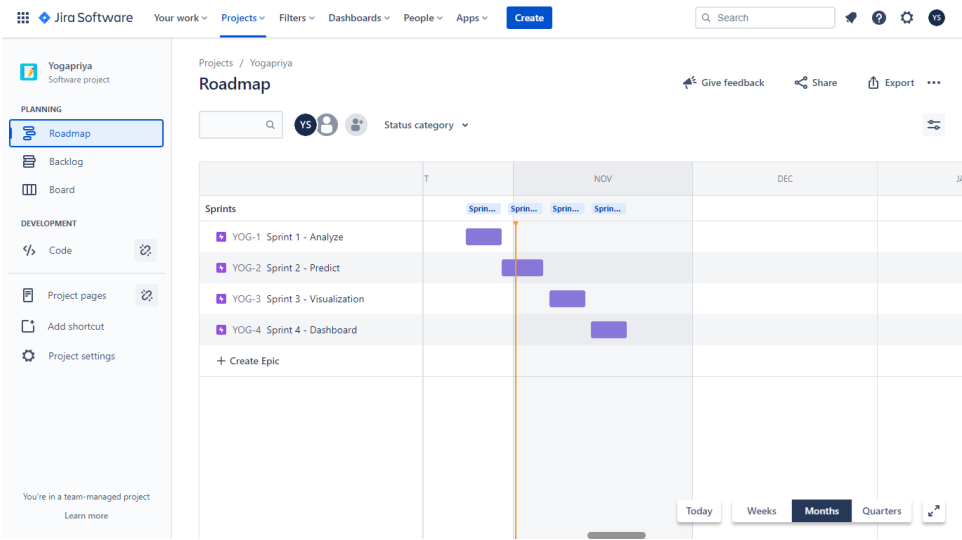 Jira Software Your work Projects Filters Dashboards People Apps Create Search YS
Yogapriya
Software project
PLANNING
Roadmap
Backlog
Board
DEVELOPMENT
Code
Project pages
Add shortcut
Project settings
You're in a team-managed project
Learn more
Projects / Yogapriya
Roadmap
Give feedback Share Export
YS Status category
T NOV DEC JA
Sprints Sprin... Sprin... Sprin... Sprin...
YOG-1 Sprint 1 - Analyze
YOG-2 Sprint 2 - Predict
YOG-3 Sprint 3 - Visualization
YOG-4 Sprint 4 - Dashboard
+ Create Epic
Today Weeks Months Quarters